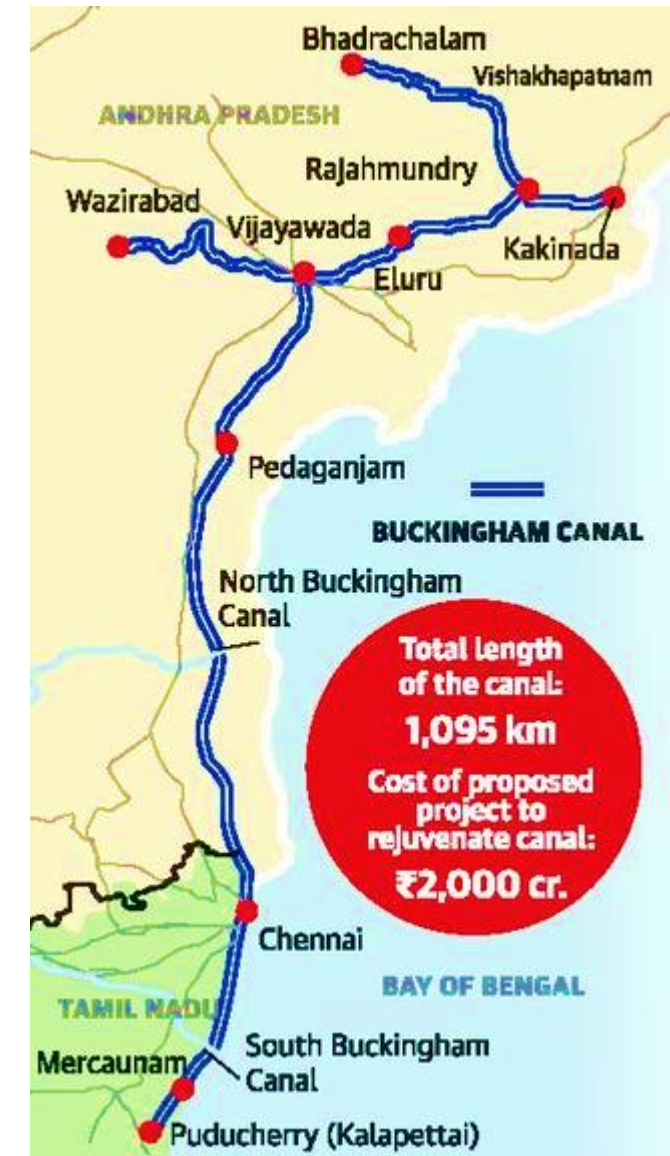 Bhadrachalam
Vishakhapatnam
ANDHRA PRADESH
Rajahmundry
Wazirabad
Vijayawada
Kakinada
Eluru
Pedaganjam
BUCKINGHAM CANAL
North Buckingham
Canal
Total length
of the canal:
1,095 km
Cost of proposed
project to
rejuvenate canal:
₹2,000 cr.
Chennai
BAY OF BENGAL
TAMIL NADU
South Buckingham
Canal
Mercaunam
Puducherry (Kalapettai)